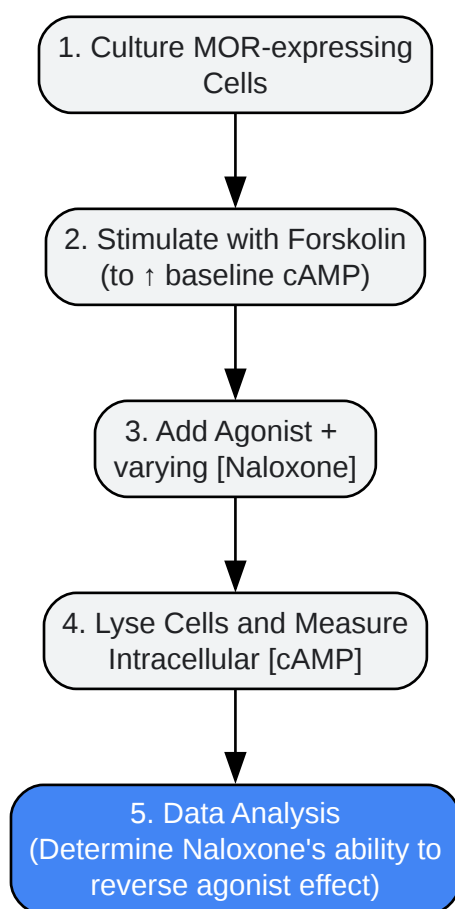 1. Culture MOR-expressing
Cells
2. Stimulate with Forskolin
(to ↑ baseline cAMP)
3. Add Agonist +
varying [Naloxone]
4. Lyse Cells and Measure
Intracellular [cAMP]
5. Data Analysis
(Determine Naloxone's ability to
reverse agonist effect)